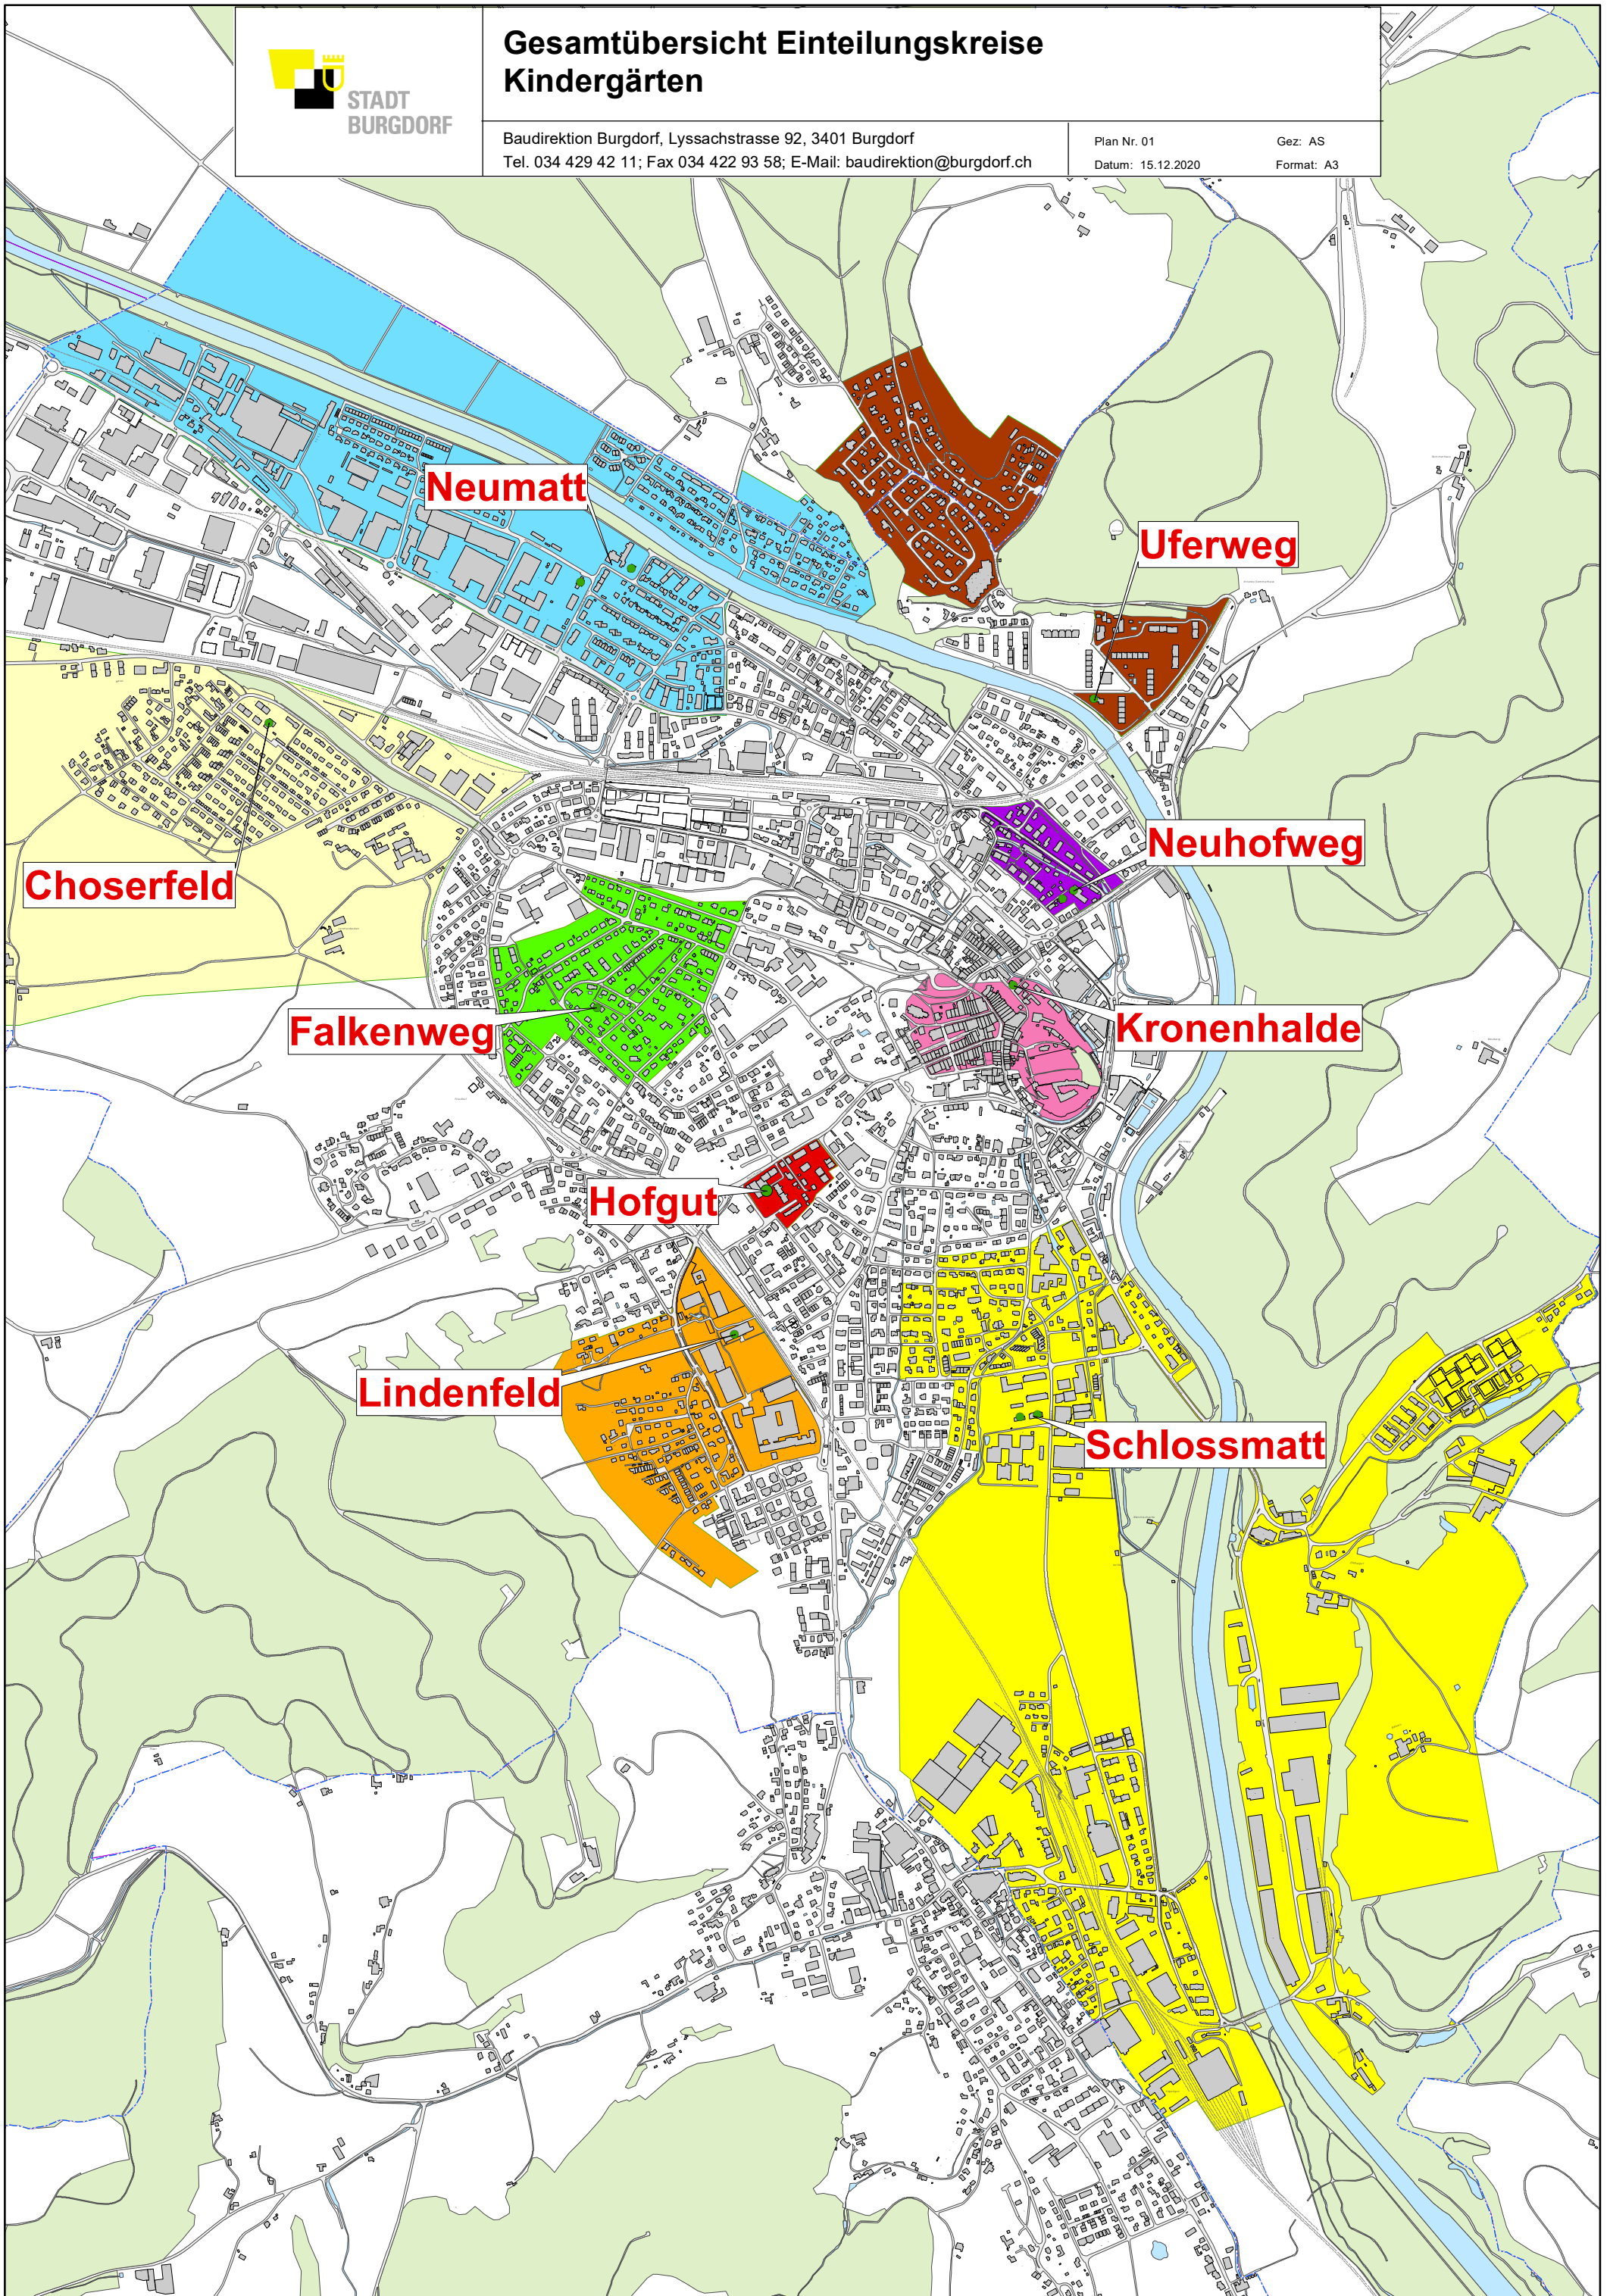 STADT
BURGDORF
Gesamtübersicht Einteilungskreise
Kindergärten
Baudirektion Burgdorf, Lyssachstrasse 92, 3401 Burgdorf
Tel. 034 429 42 11; Fax 034 422 93 58; E-Mail: baudirektion@burgdorf.ch
Plan Nr. 01
Gez: AS
Datum: 15.12.2020
Format: A3
Neumatt
Uferweg
Neuhofweg
Choserfeld
Falkenweg
Kronenhalde
Hofgut
Lindenfeld
Schlossmatt